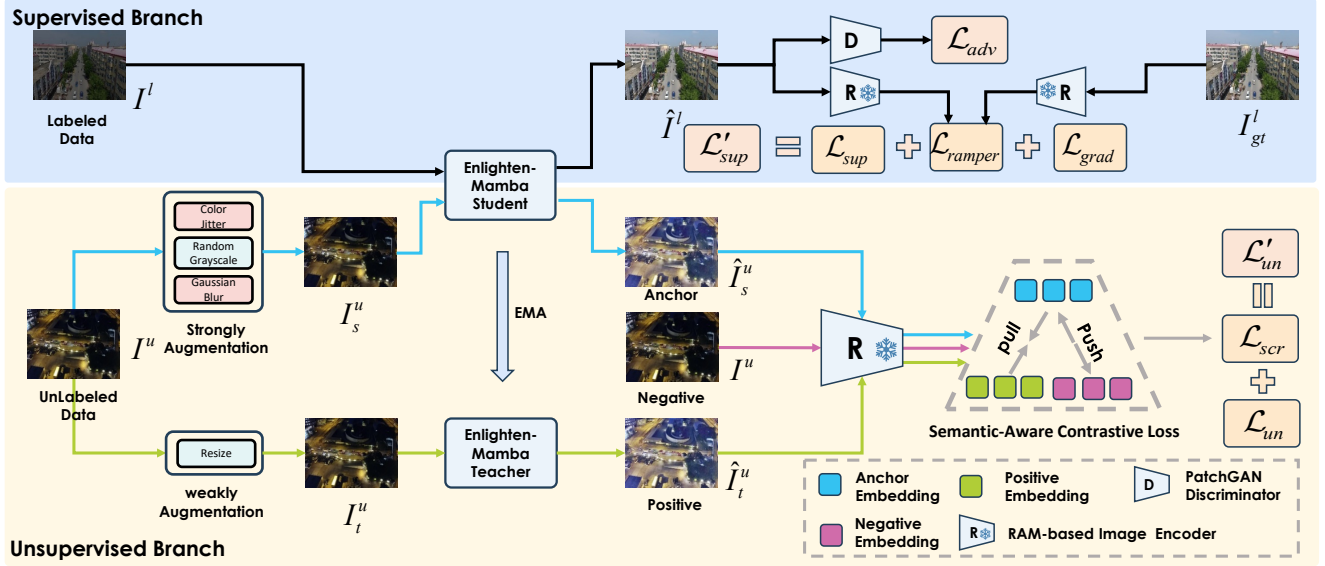 Supervised Branch
I^l
Labeled
Data
Î^l
D
ℒ_adv
R
R
I^l_gt
ℒ'_sup = ℒ_sup + ℒ_ramper + ℒ_grad
Enlighten-
Mamba
Student
Color
Jitter
Random
Grayscale
Gaussian
Blur
Strongly
Augmentation
I^u_s
I^u
UnLabeled
Data
EMA
Î^u_s
Anchor
I^u
Negative
R
pull
Push
Semantic-Aware Contrastive Loss
ℒ'_un
=
ℒ_scr
+
ℒ_un
Resize
weakly
Augmentation
I^u_t
Enlighten-
Mamba
Teacher
Î^u_t
Positive
Anchor
Embedding
Positive
Embedding
D
PatchGAN
Discriminator
Negative
Embedding
R
RAM-based Image Encoder
Unsupervised Branch